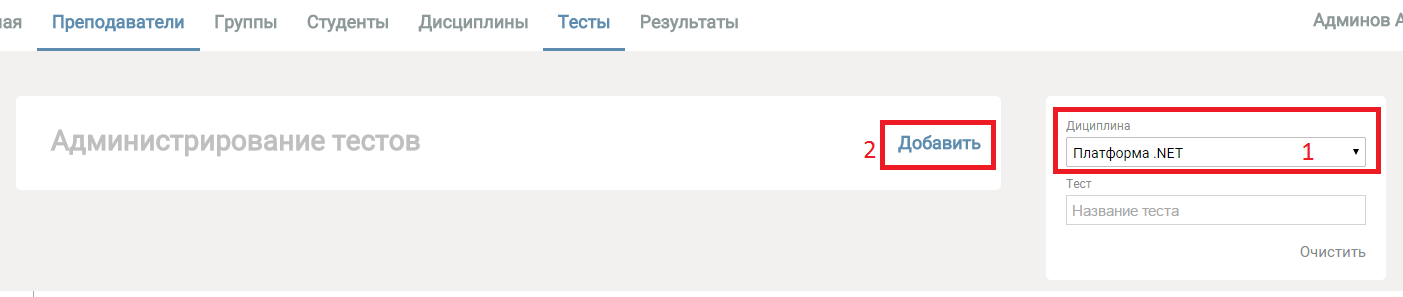 ная Преподаватели Группы Студенты Дисциплины Тесты Результаты Админов А
Администрирование тестов
2 Добавить
Дициплина
Платформа .NET 1
Тест
Название теста
Очистить